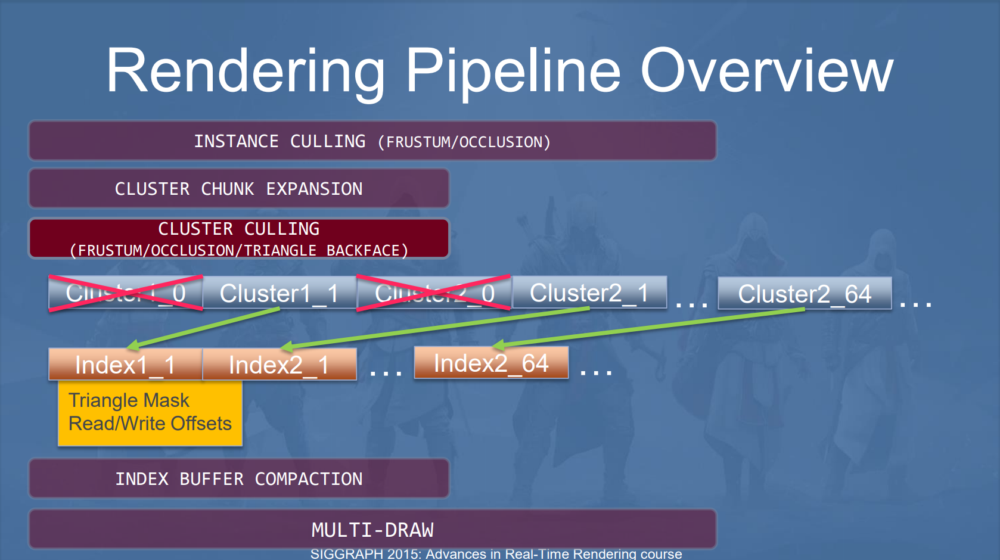 Rendering Pipeline Overview
INSTANCE CULLING (FRUSTUM/OCCLUSION)
CLUSTER CHUNK EXPANSION
CLUSTER CULLING
(FRUSTUM/OCCLUSION/TRIANGLE BACKFACE)
Cluster1_0 Cluster1_1 Cluster2_0 Cluster2_1 ... Cluster2_64 ...
Index1_1 Index2_1 ... Index2_64 ...
Triangle Mask
Read/Write Offsets
INDEX BUFFER COMPACTION
MULTI-DRAW
SIGGRAPH 2015: Advances in Real-Time Rendering course